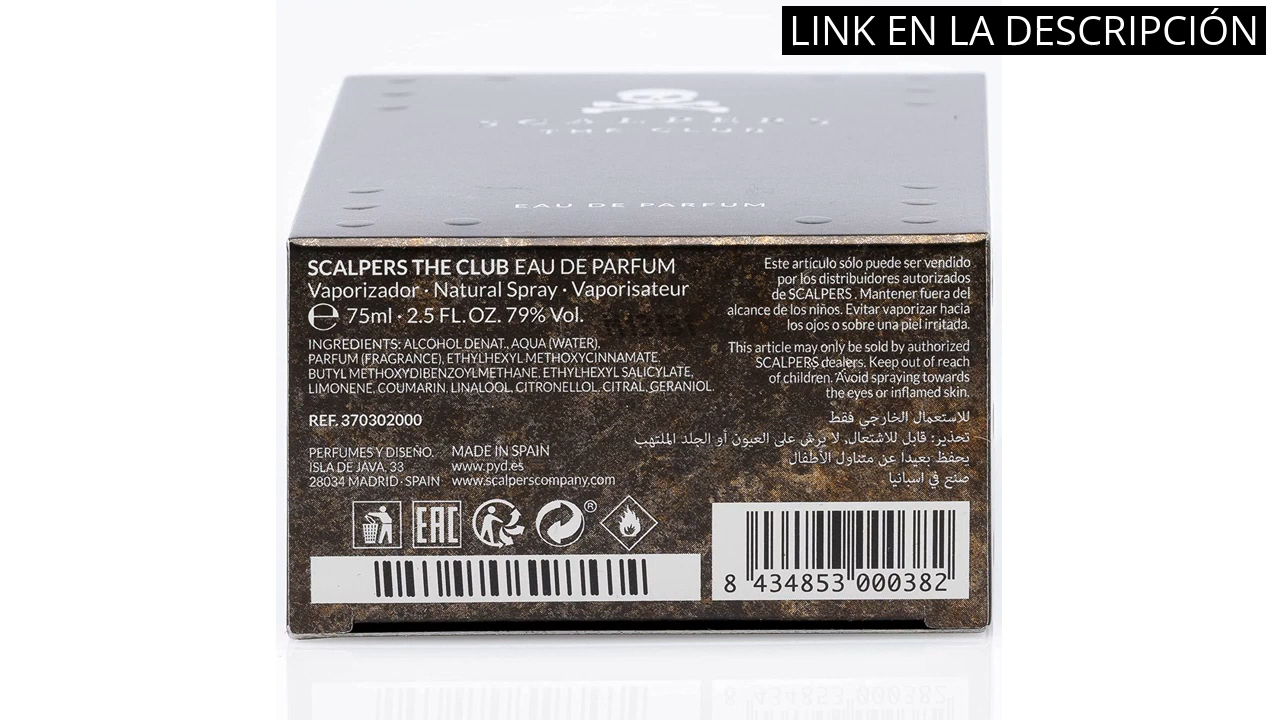 LINK EN LA DESCRIPCIÓN
SCALPERS
THE CLUB
EAU DE PARFUM
SCALPERS THE CLUB EAU DE PARFUM
Vaporizador · Natural Spray · Vaporisateur
75ml · 2.5 FL. OZ. 79% Vol.
INGREDIENTS: ALCOHOL DENAT., AQUA (WATER),
PARFUM (FRAGRANCE), ETHYLHEXYL METHOXYCINNAMATE,
BUTYL METHOXYDIBENZOYLMETHANE, ETHYLHEXYL SALICYLATE,
LIMONENE, COUMARIN, LINALOOL, CITRONELLOL, CITRAL, GERANIOL.
REF. 370302000
PERFUMES Y DISEÑO.
ISLA DE JAVA, 33
28034 MADRID · SPAIN
MADE IN SPAIN
www.pyd.es
www.scalperscompany.com
Este artículo sólo puede ser vendido
por los distribuidores autorizados
de SCALPERS . Mantener fuera del
alcance de los niños. Evitar vaporizar hacia
los ojos o sobre una piel irritada.
This article may only be sold by authorized
SCALPERS dealers. Keep out of reach
of children. Avoid spraying towards
the eyes or inflamed skin.
للاستعمال الخارجي فقط
تحذير: قابل للاشتعال, لا يرش على العيون أو الجلد الملتهب
يحفظ بعيدا عن متناول الأطفال
صنع في اسبانيا
EAC
®
8 434853 000382